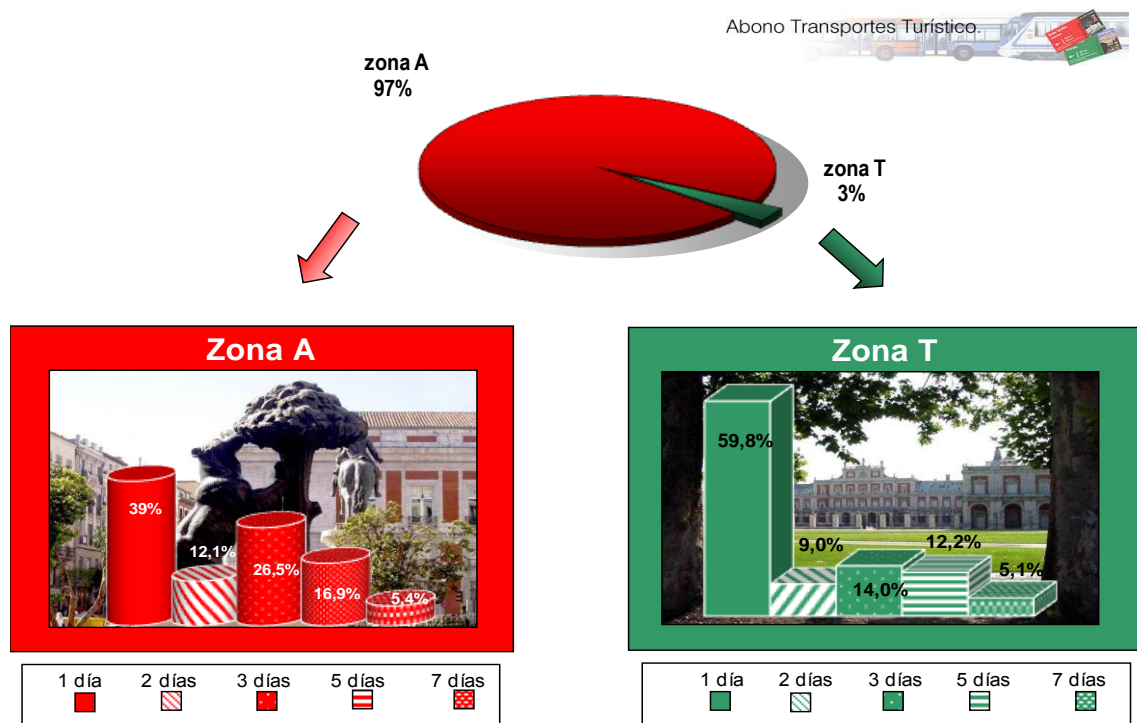 Abono Transportes Turístico.
zona A
97%
zona T
3%
Zona A
39%
12,1%
26,5%
16,9%
5,4%
1 día 2 días 3 días 5 días 7 días
Zona T
59,8%
9,0%
14,0%
12,2%
5,1%
1 día 2 días 3 días 5 días 7 días